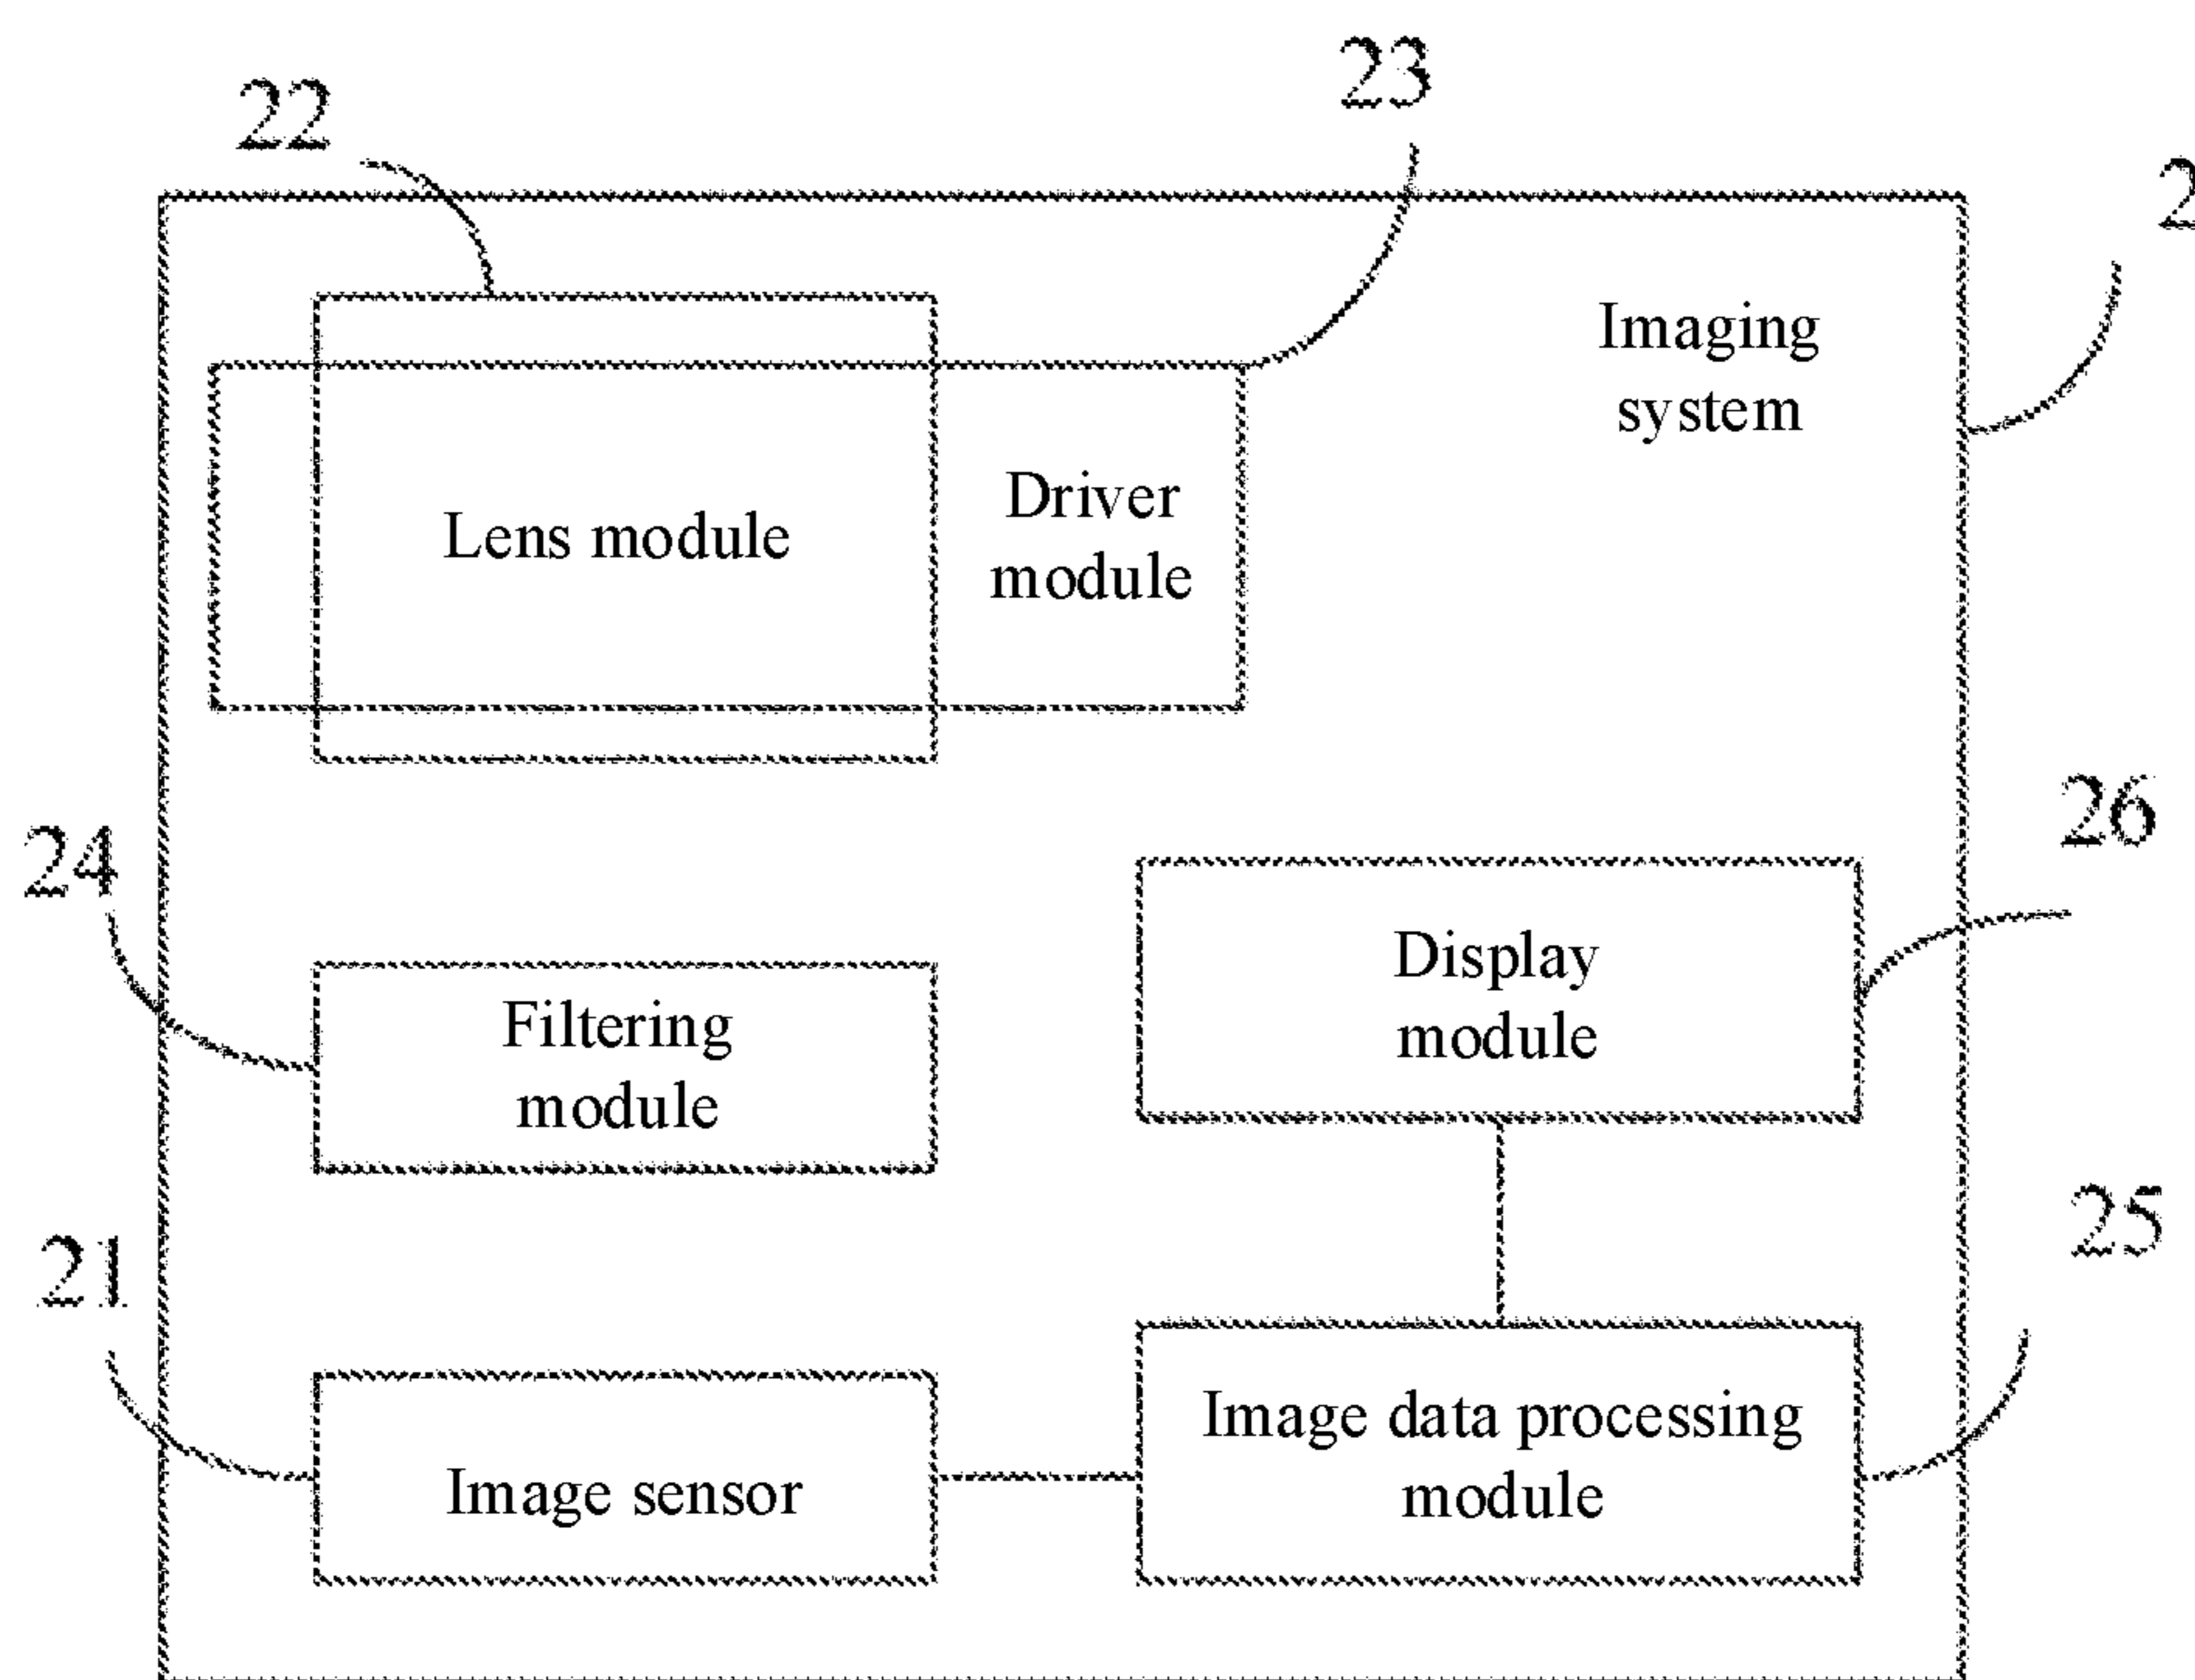 23
22
2
Imaging
system
Driver
module
Lens module
26
24
Display
module
Filtering
module
25
21
Image data processing
module
Image sensor